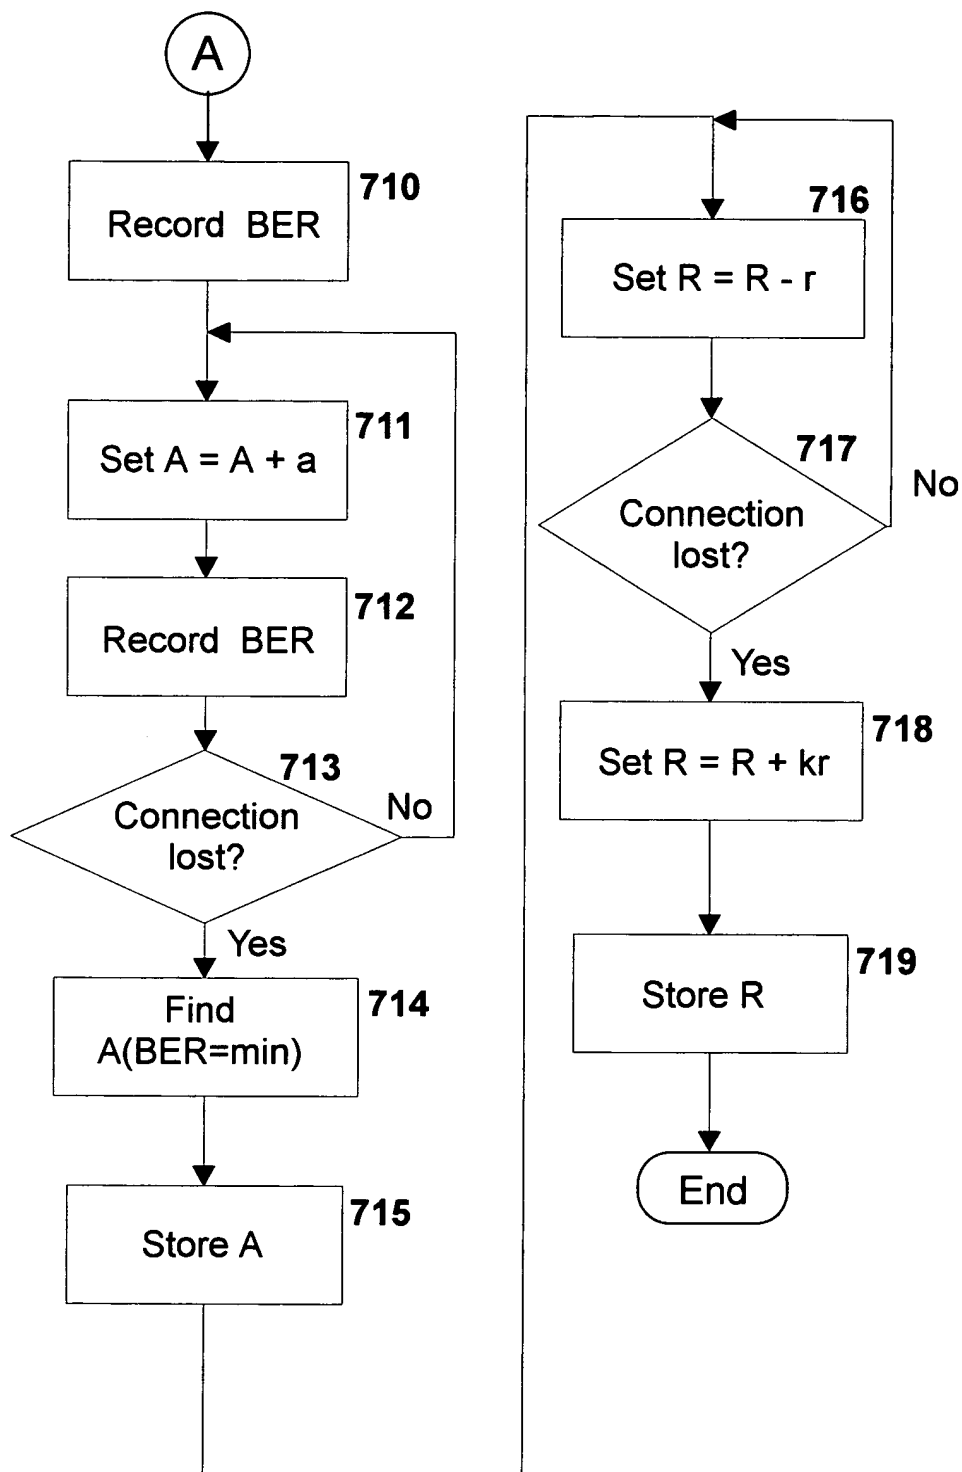 A
710
Record BER
711
Set A = A + a
712
Record BER
713
Connection
lost?
No
Yes
714
Find
A(BER=min)
715
Store A
716
Set R = R - r
717
Connection
lost?
No
Yes
718
Set R = R + kr
719
Store R
End